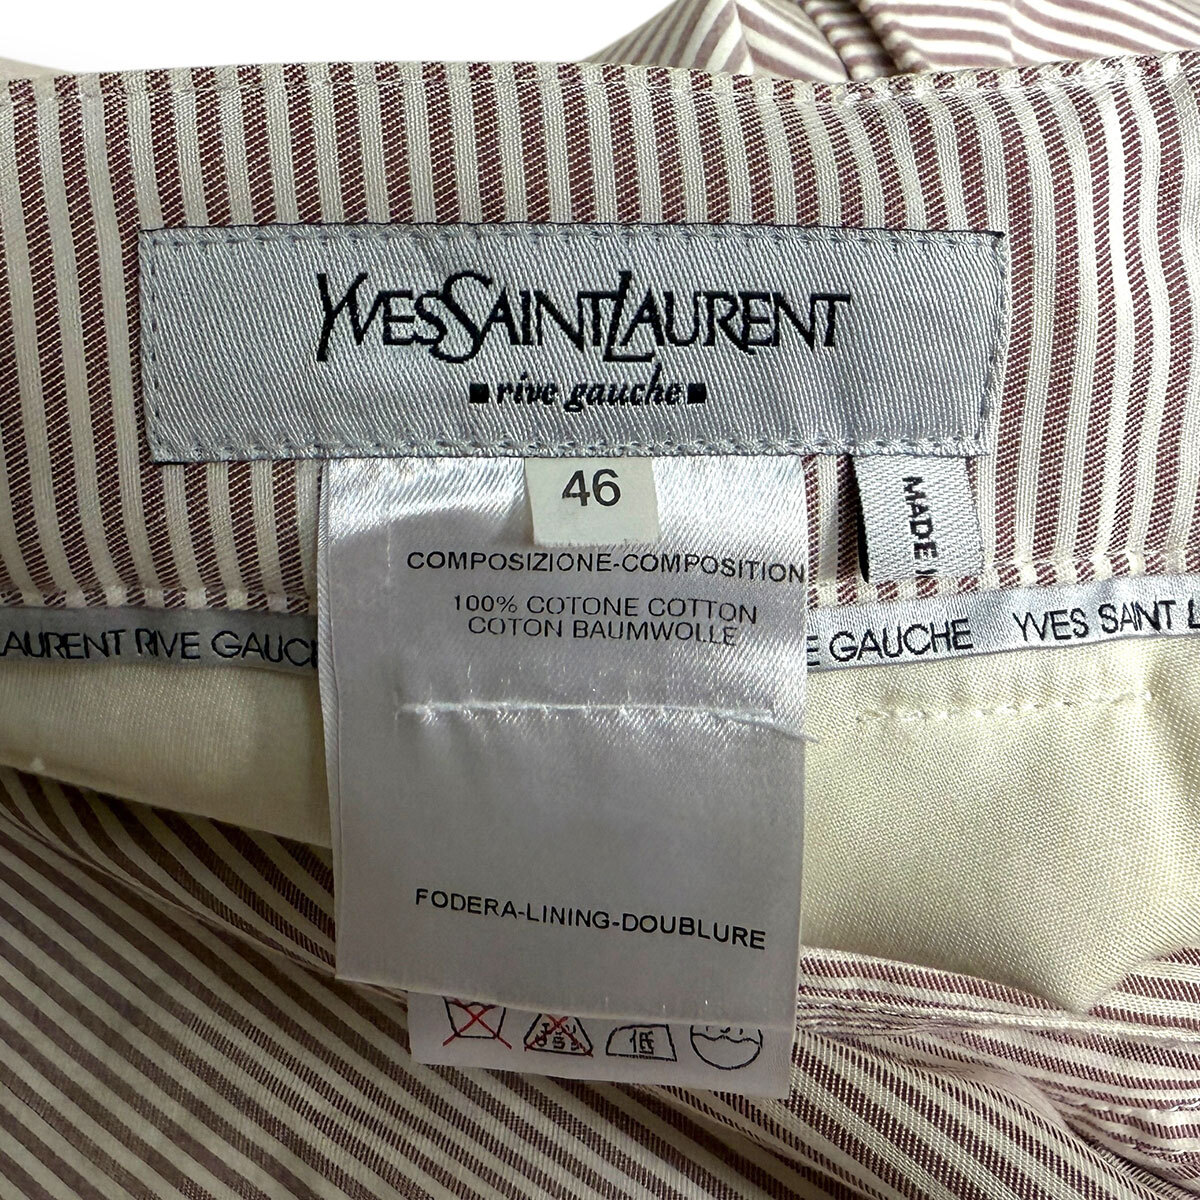 YVES SAINT LAURENT
rive gauche
46
MADE I
COMPOSIZIONE-COMPOSITION
100% COTONE COTTON
COTON BAUMWOLLE
LAURENT RIVE GAUCH
E GAUCHE YVES SAINT L
FODERA-LINING-DOUBLURE